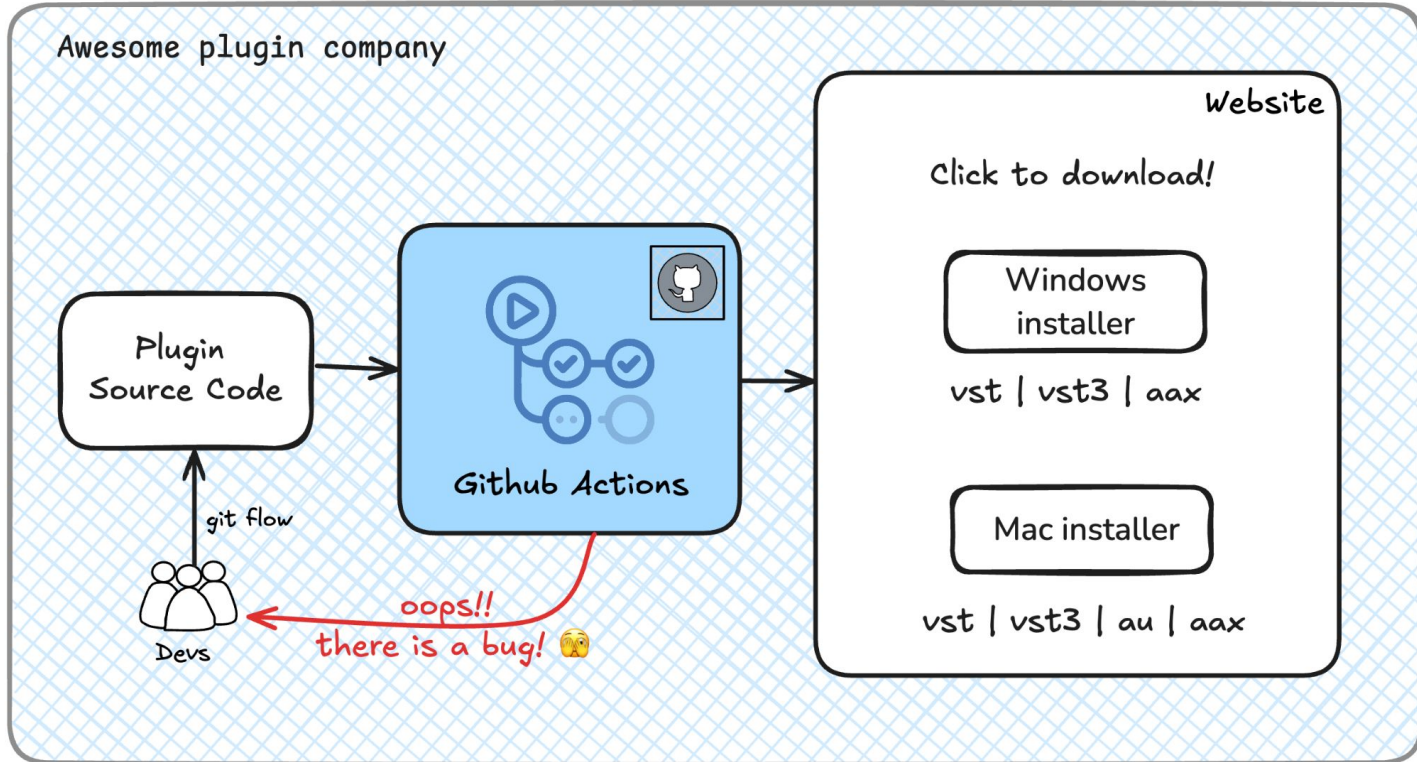 Awesome plugin company
Website
Click to download!
Windows
installer
vst | vst3 | aax
Mac installer
vst | vst3 | au | aax
Plugin
Source Code
Github Actions
git flow
Devs
oops!!
there is a bug! 🫣